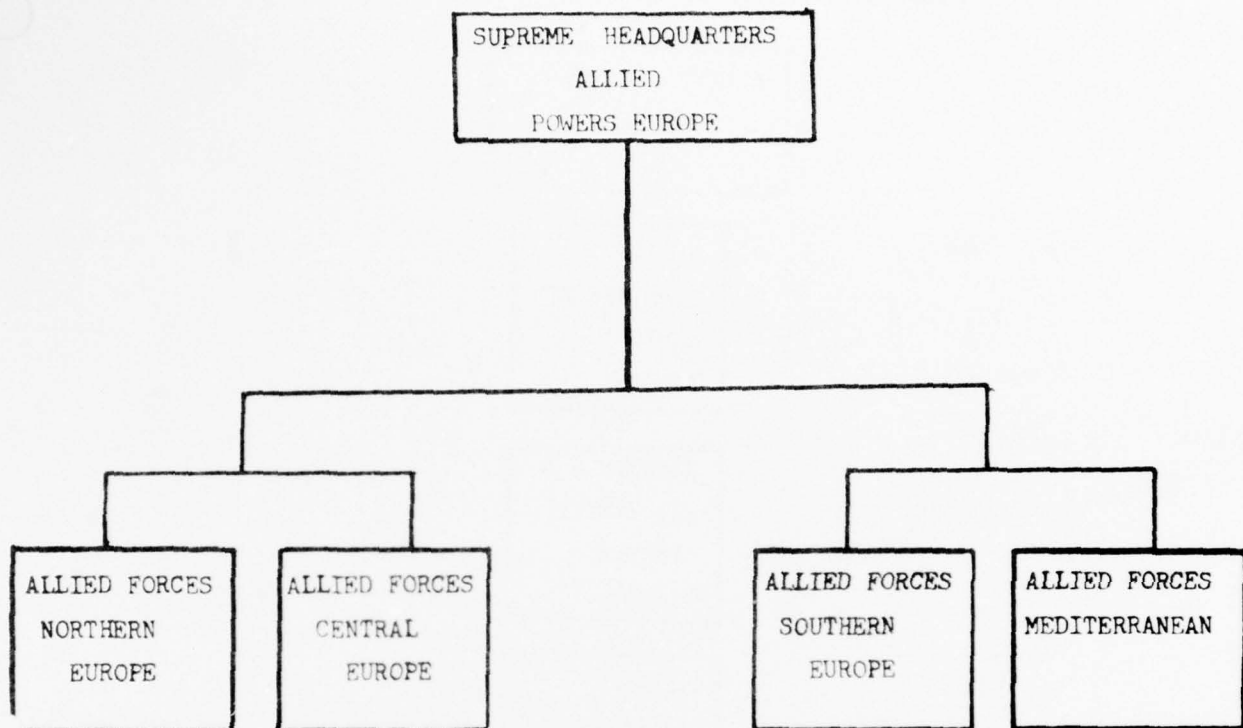 SUPREME HEADQUARTERS
ALLIED
POWERS EUROPE
ALLIED FORCES
NORTHERN
EUROPE
ALLIED FORCES
CENTRAL
EUROPE
ALLIED FORCES
SOUTHERN
EUROPE
ALLIED FORCES
MEDITERRANEAN